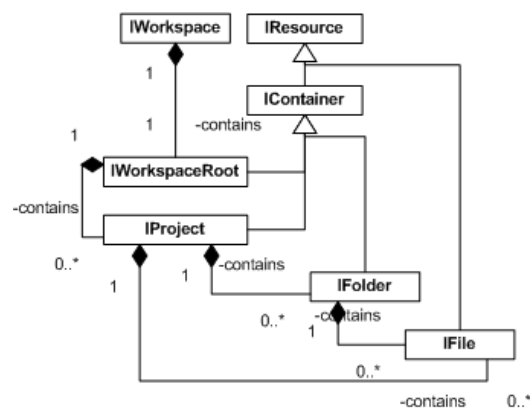 IWorkspace
IResource
1
IContainer
1
1
-contains
IWorkspaceRoot
-contains
IProject
0..*
1
1
-contains
IFolder
0..*
-contains
1
IFile
0..*
-contains
0..*